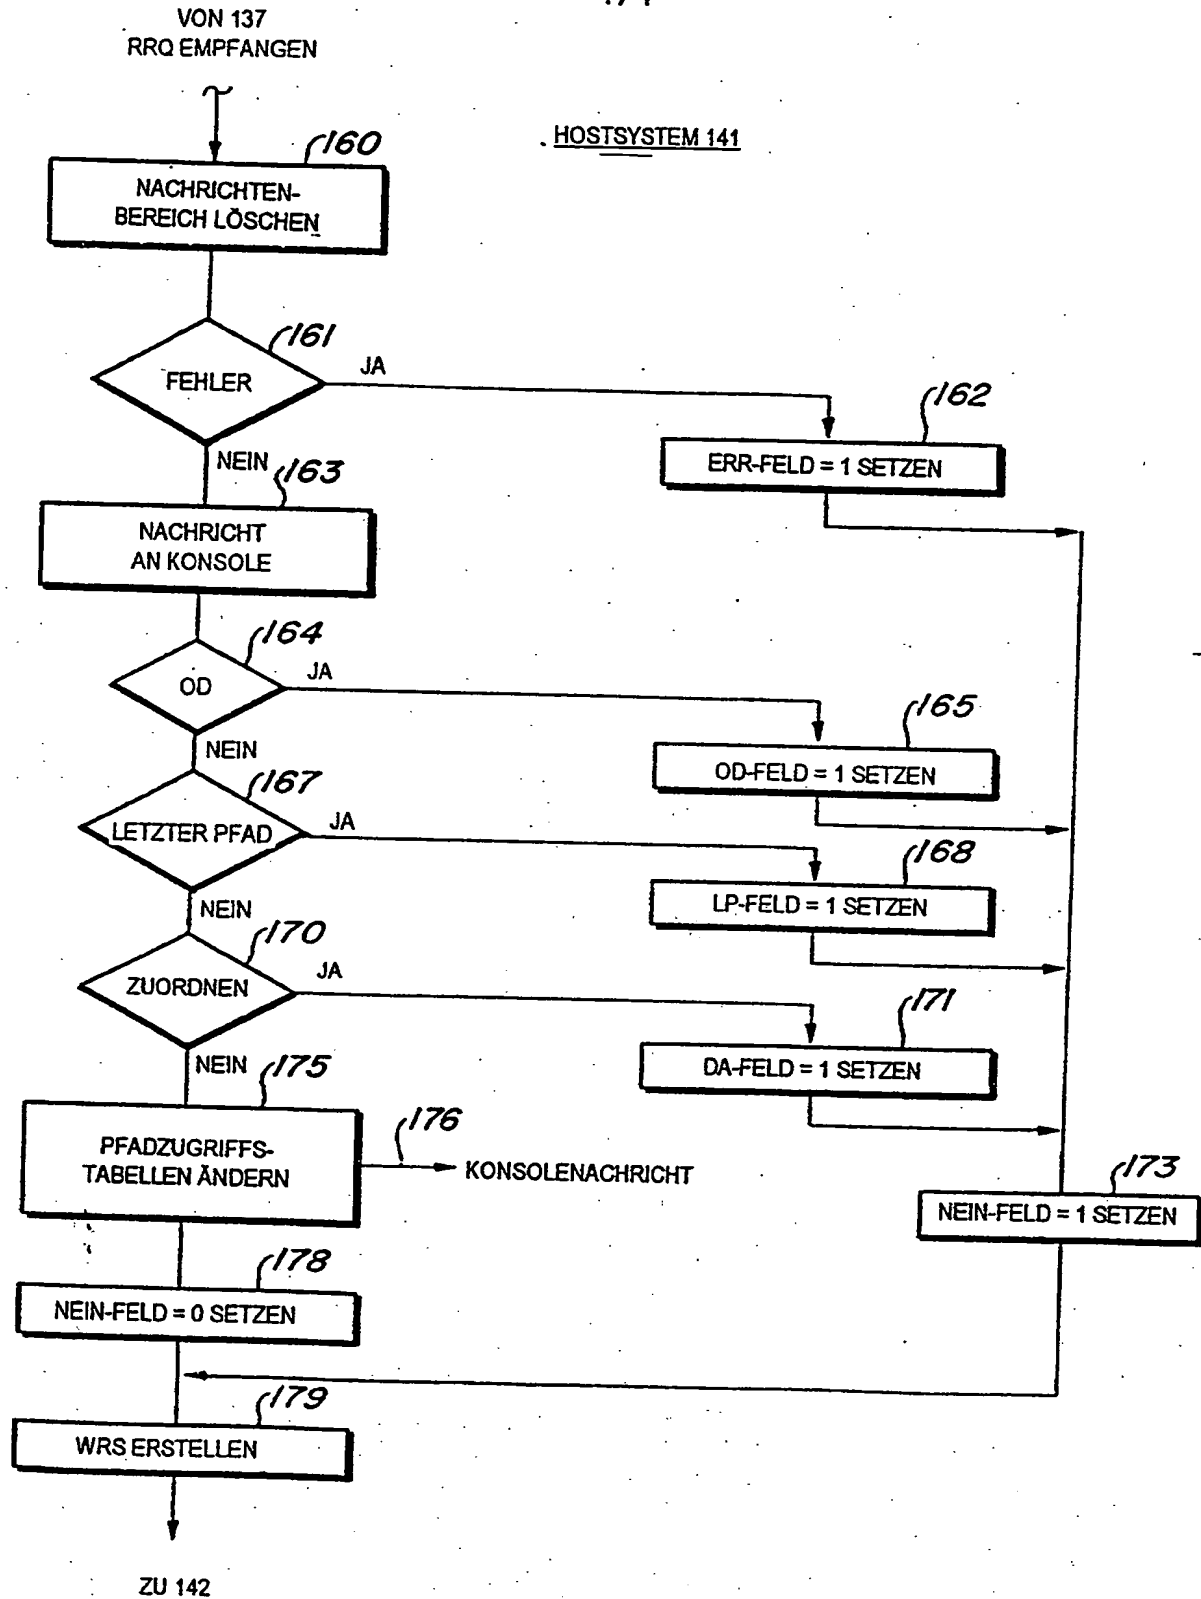 VON 137
RRQ EMPFANGEN
HOSTSYSTEM 141
160
NACHRICHTEN-
BEREICH LÖSCHEN
161
FEHLER
JA
162
ERR-FELD = 1 SETZEN
NEIN
163
NACHRICHT
AN KONSOLE
164
OD
JA
165
OD-FELD = 1 SETZEN
NEIN
167
LETZTER PFAD
JA
168
LP-FELD = 1 SETZEN
NEIN
170
ZUORDNEN
JA
171
DA-FELD = 1 SETZEN
NEIN
175
PFADZUGRIFFS-
TABELLEN ÄNDERN
176
KONSOLENACHRICHT
173
NEIN-FELD = 1 SETZEN
178
NEIN-FELD = 0 SETZEN
179
WRS ERSTELLEN
ZU 142